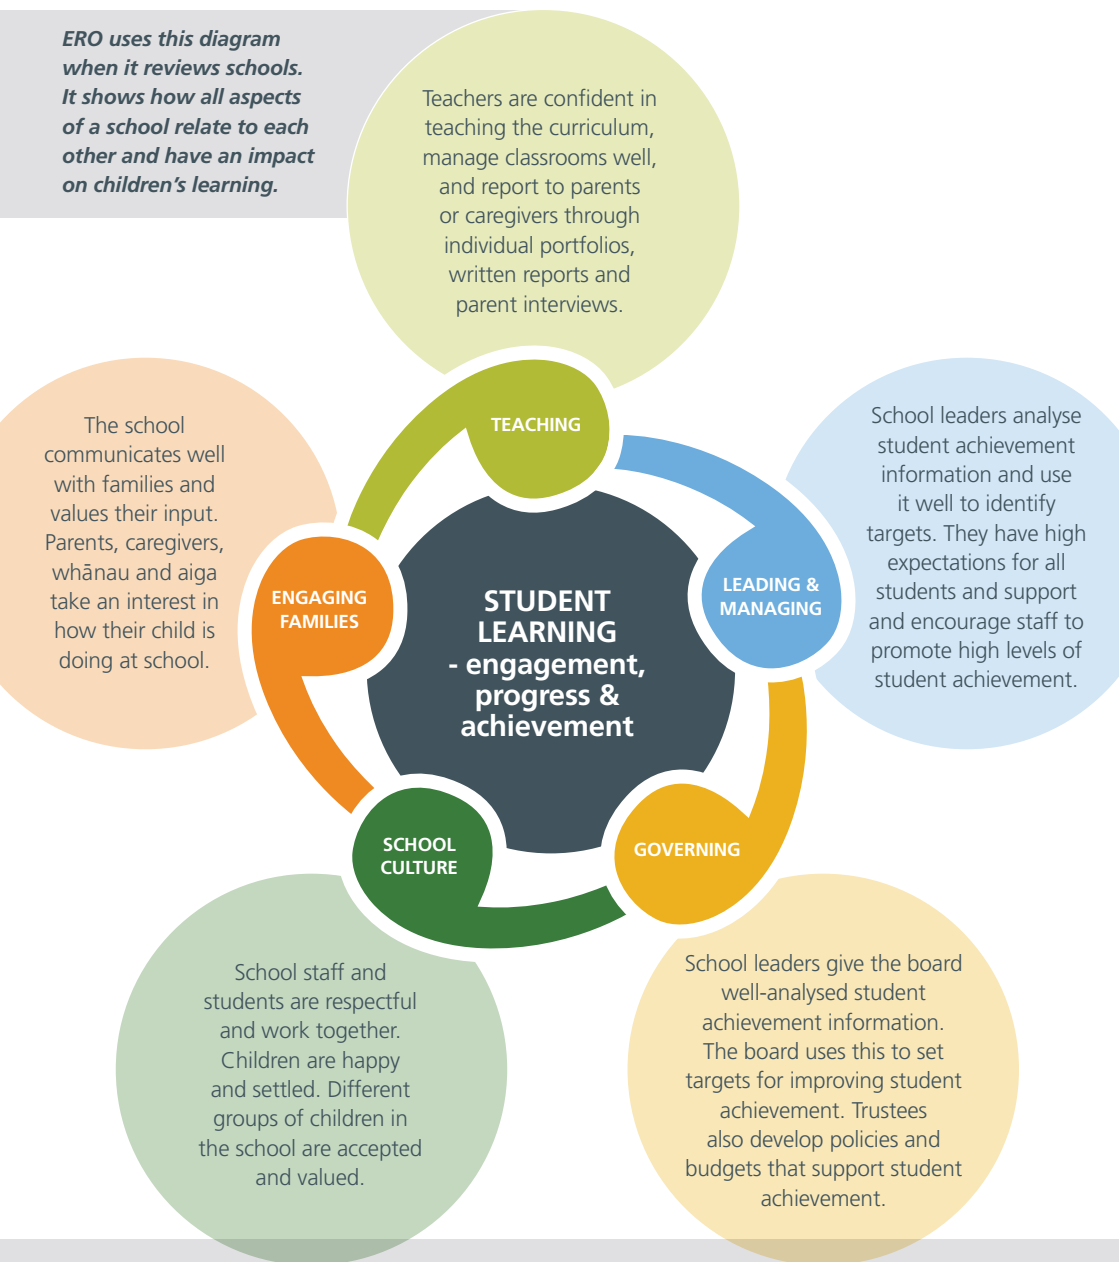 ERO uses this diagram
when it reviews schools.
It shows how all aspects
of a school relate to each
other and have an impact
on children’s learning.
Teachers are confident in
teaching the curriculum,
manage classrooms well,
and report to parents
or caregivers through
individual portfolios,
written reports and
parent interviews.
TEACHING
School leaders analyse
student achievement
information and use
it well to identify
targets. They have high
expectations for all
students and support
and encourage staff to
promote high levels of
student achievement.
LEADING &
MANAGING
The school
communicates well
with families and
values their input.
Parents, caregivers,
whānau and aiga
take an interest in
how their child is
doing at school.
ENGAGING
FAMILIES
STUDENT
LEARNING
- engagement,
progress &
achievement
SCHOOL
CULTURE
GOVERNING
School staff and
students are respectful
and work together.
Children are happy
and settled. Different
groups of children in
the school are accepted
and valued.
School leaders give the board
well-analysed student
achievement information.
The board uses this to set
targets for improving student
achievement. Trustees
also develop policies and
budgets that support student
achievement.